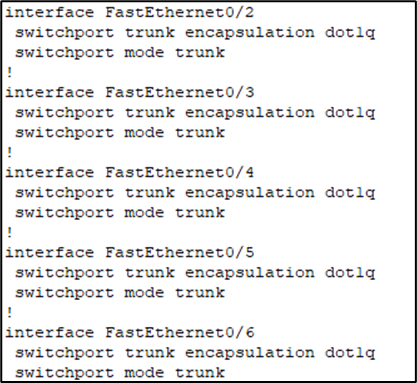 interface FastEthernet0/2
 switchport trunk encapsulation dot1q
 switchport mode trunk
!
interface FastEthernet0/3
 switchport trunk encapsulation dot1q
 switchport mode trunk
!
interface FastEthernet0/4
 switchport trunk encapsulation dot1q
 switchport mode trunk
!
interface FastEthernet0/5
 switchport trunk encapsulation dot1q
 switchport mode trunk
!
interface FastEthernet0/6
 switchport trunk encapsulation dot1q
 switchport mode trunk